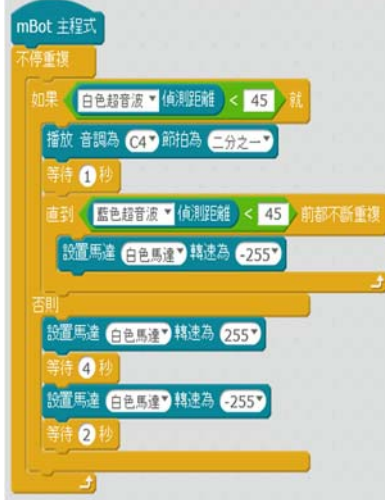 mBot 主程式
不停重複
如果 白色超音波 偵測距離 < 45 就
播放 音調為 C4 節拍為 二分之一
等待 1 秒
直到 藍色超音波 偵測距離 < 45 前都不斷重複
設置馬達 白色馬達 轉速為 -255
否則
設置馬達 白色馬達 轉速為 255
等待 4 秒
設置馬達 白色馬達 轉速為 -255
等待 2 秒